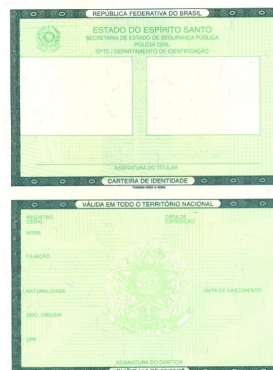 REPÚBLICA FEDERATIVA DO BRASIL
ESTADO DO ESPÍRITO SANTO
SECRETARIA DE ESTADO DE SEGURANÇA PÚBLICA
POLÍCIA CIVIL
SPTC / DEPARTAMENTO DE IDENTIFICAÇÃO
ASSINATURA DO TITULAR
CARTEIRA DE IDENTIDADE
VÁLIDA EM TODO O TERRITÓRIO NACIONAL
REGISTRO GERAL
DATA DE EXPEDIÇÃO
NOME
FILIAÇÃO
NATURALIDADE
DATA DE NASCIMENTO
DOC. ORIGEM
CPF
ASSINATURA DO DIRETOR